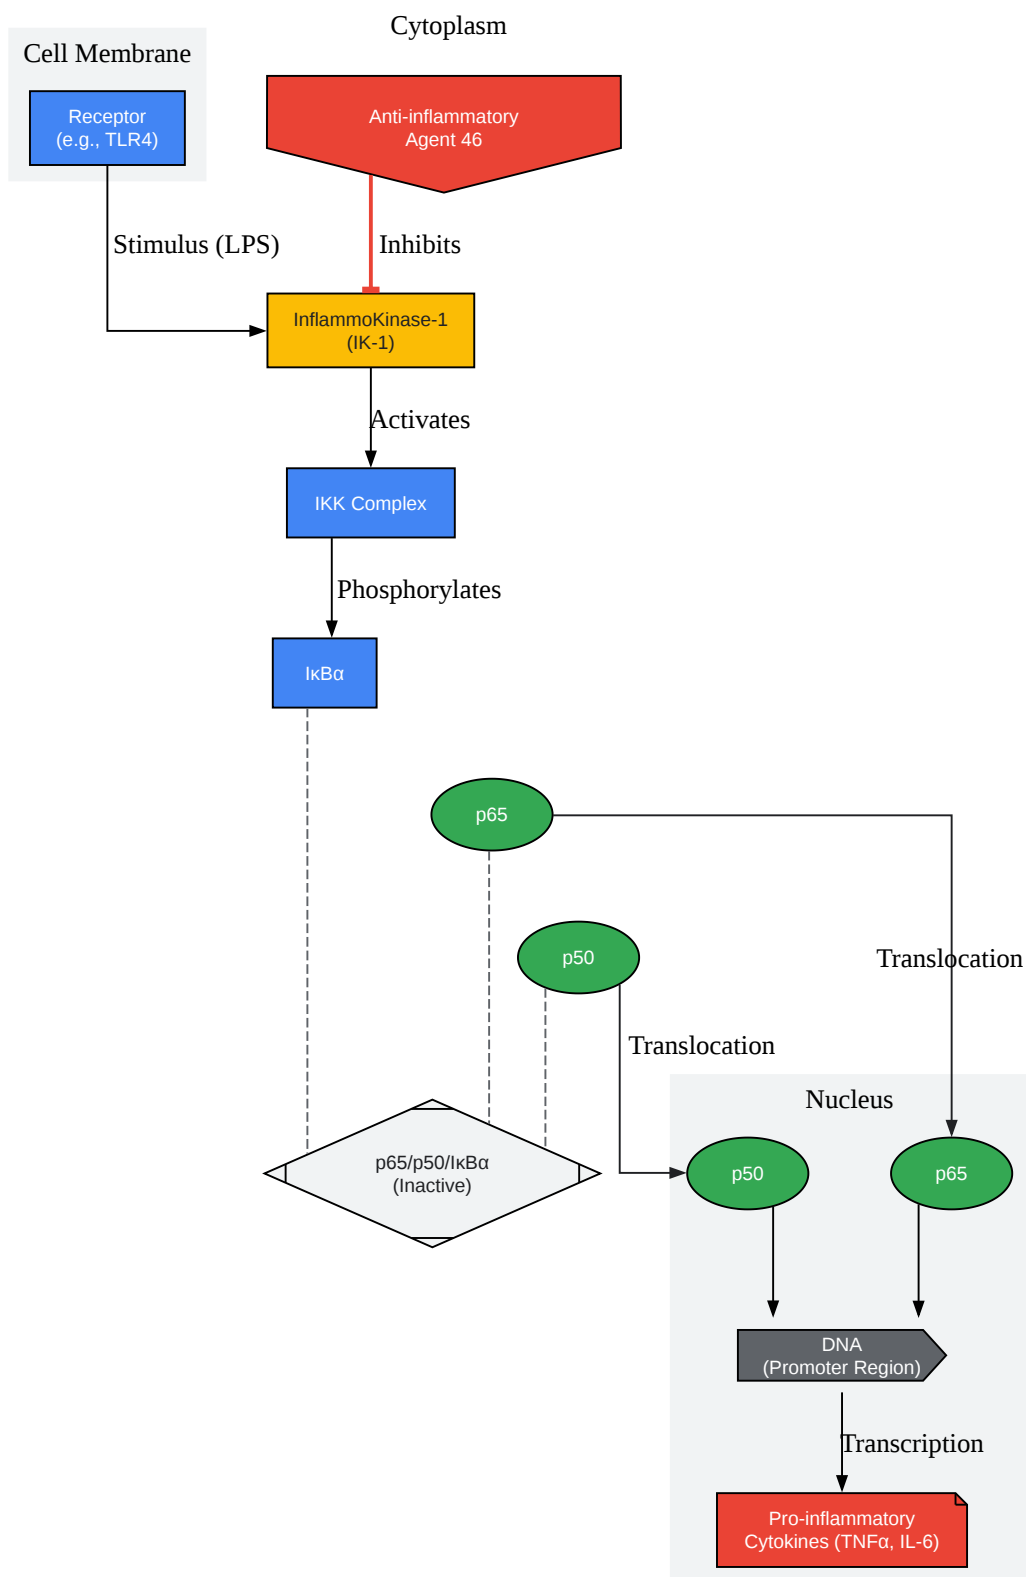 Cytoplasm
Cell Membrane
Receptor
(e.g., TLR4)
Anti-inflammatory
Agent 46
Stimulus (LPS)
Inhibits
InflammoKinase-1
(IK-1)
Activates
IKK Complex
Phosphorylates
IκBα
p65
p50
Translocation
Translocation
Nucleus
p65/p50/IκBα
(Inactive)
p50
p65
DNA
(Promoter Region)
Transcription
Pro-inflammatory
Cytokines (TNFα, IL-6)